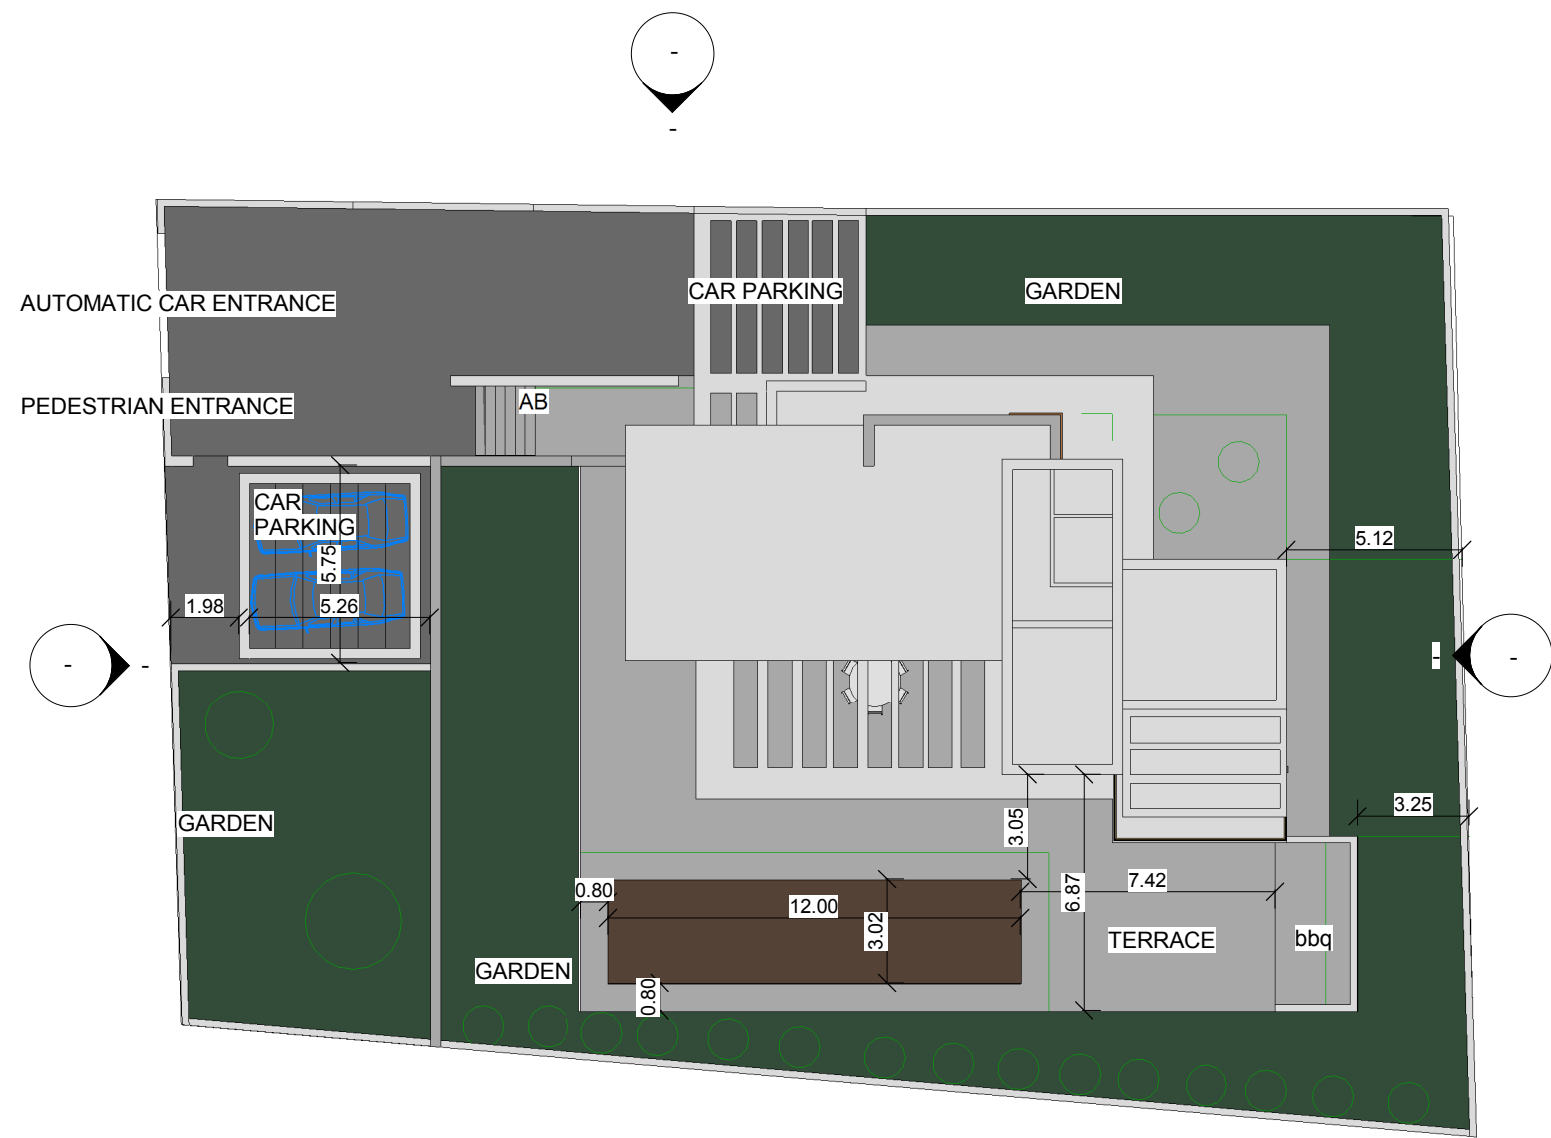 -
-
AUTOMATIC CAR ENTRANCE
CAR PARKING
GARDEN
PEDESTRIAN ENTRANCE
AB
CAR
PARKING
5.75
5.12
1.98
5.26
-
-
-
-
3.25
GARDEN
3.05
0.80
12.00
3.02
6.87
7.42
TERRACE
bbq
GARDEN
0.80